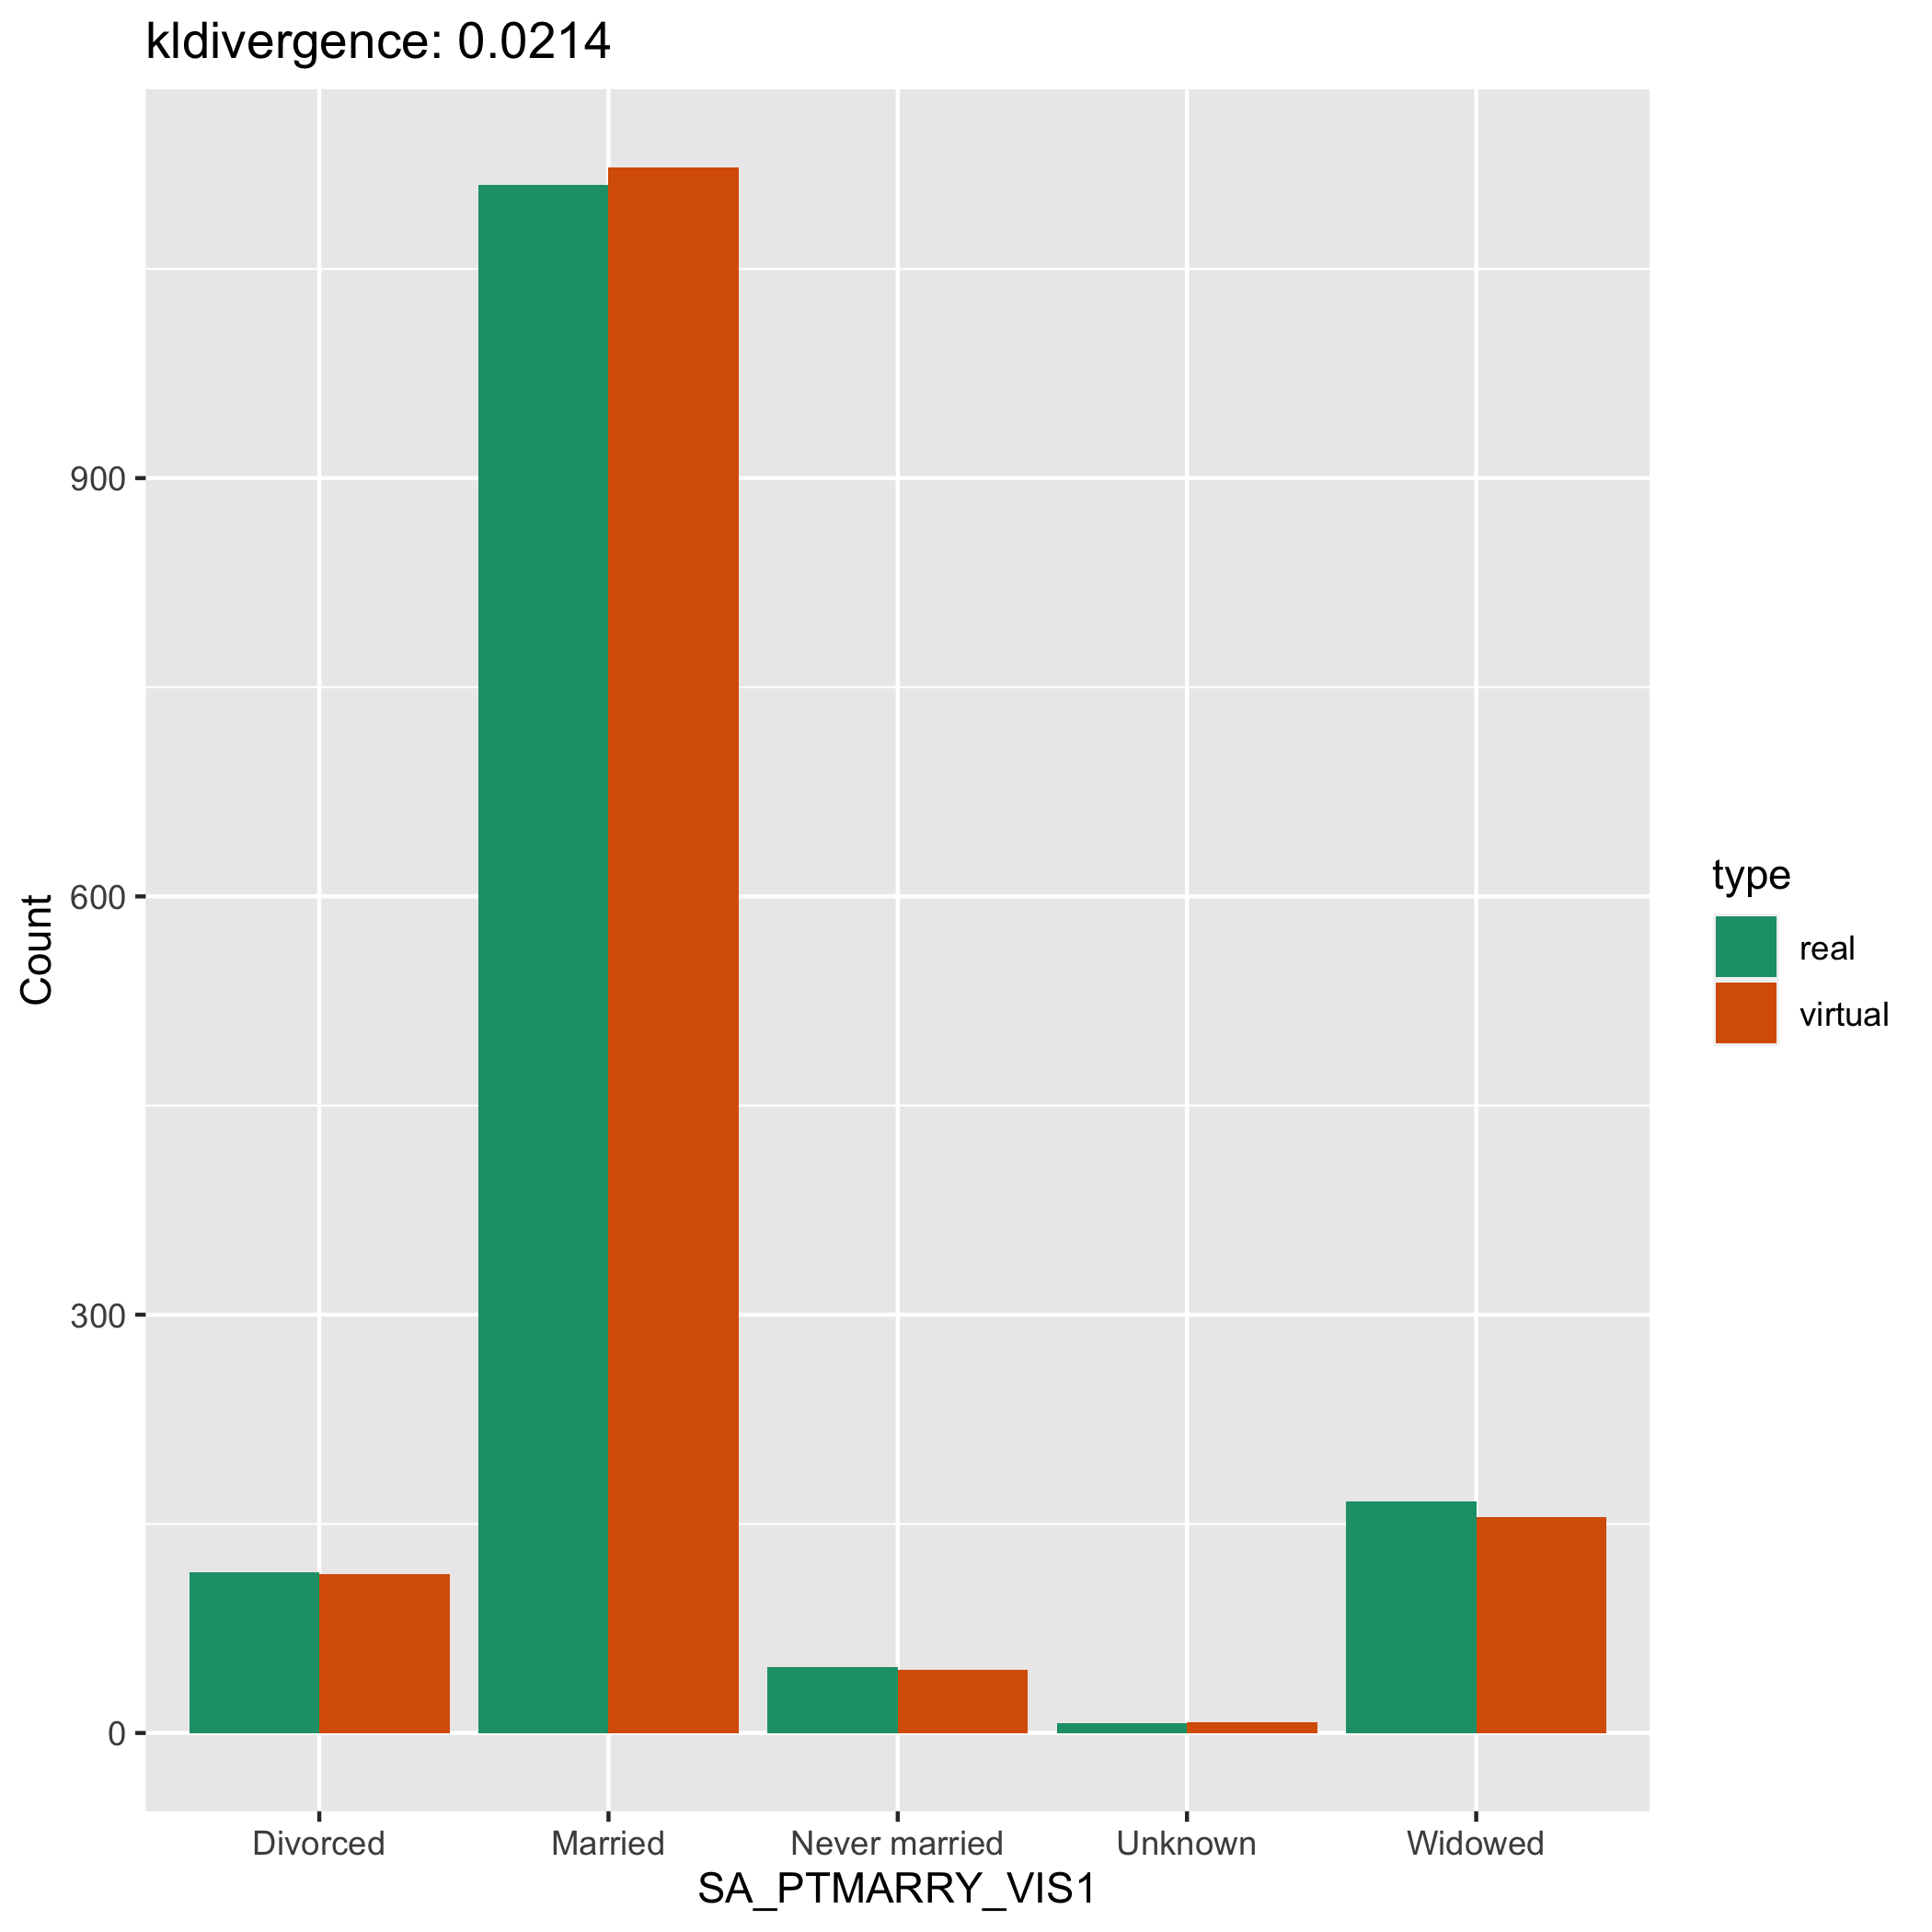 kldivergence: 0.0214
Count
900
600
300
0
Divorced
Married
Never married
Unknown
Widowed
SA_PTMARRY_VIS1
type
real
virtual